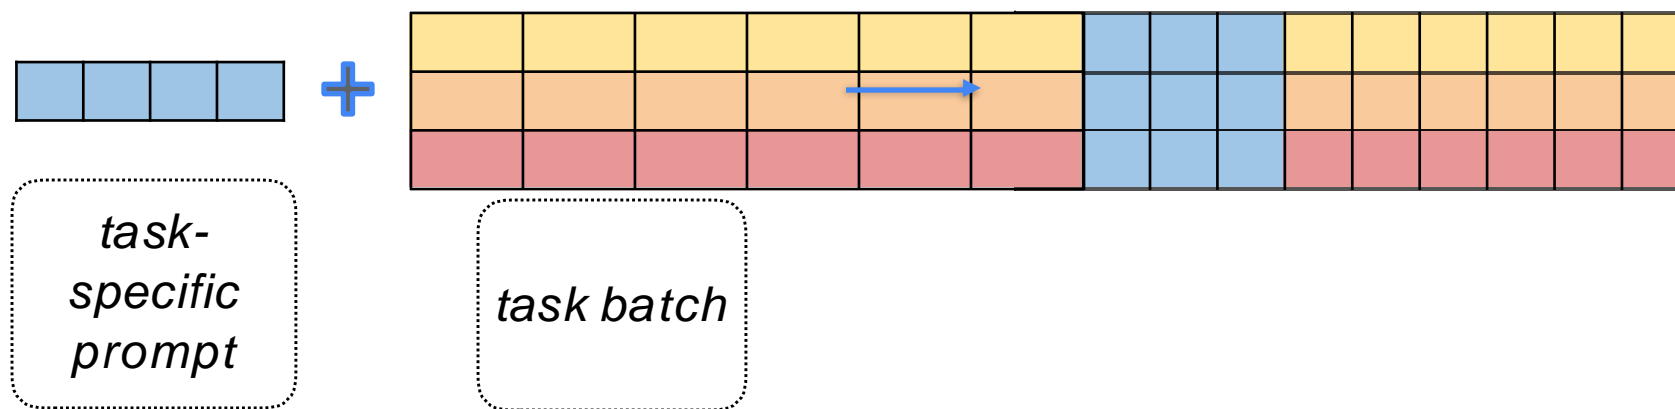 task-
specific
prompt
task batch